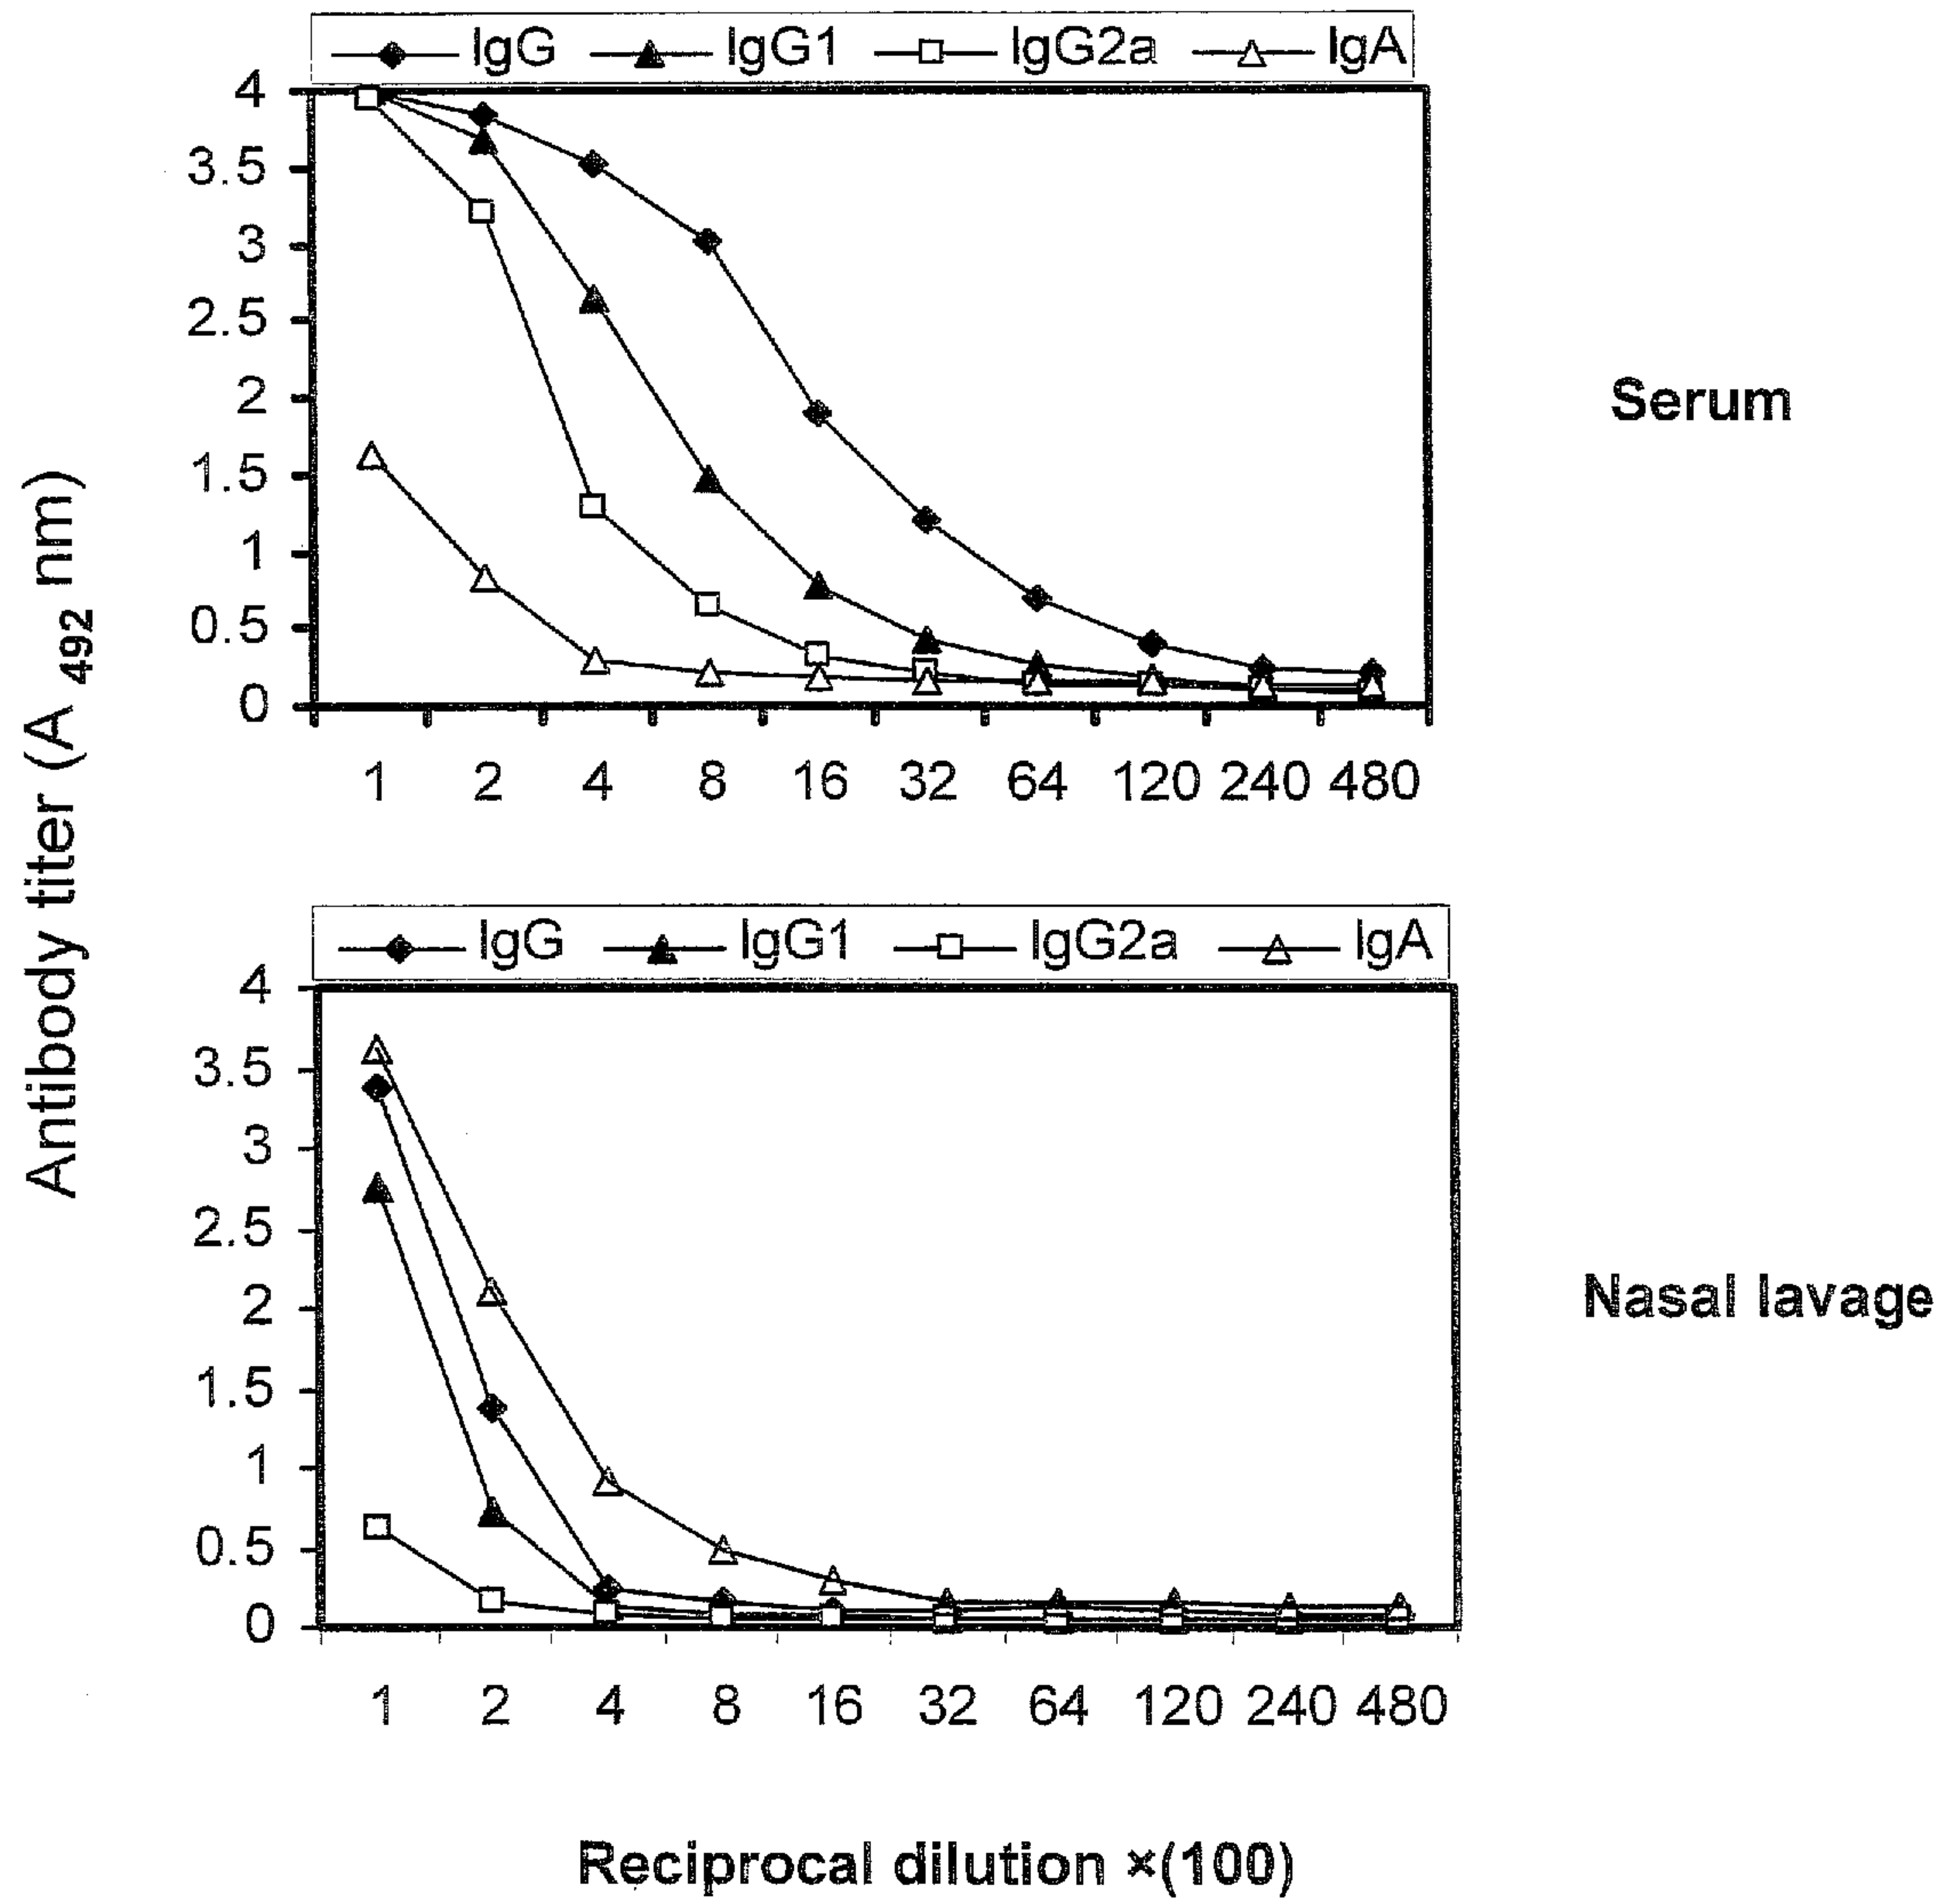 IgG IgG1 IgG2a IgA
4
3.5
3
2.5
2
1.5
1
0.5
0
1 2 4 8 16 32 64 120 240 480
Serum
Antibody titer (A 492 nm)
IgG IgG1 IgG2a IgA
4
3.5
3
2.5
2
1.5
1
0.5
0
1 2 4 8 16 32 64 120 240 480
Nasal lavage
Reciprocal dilution ×(100)